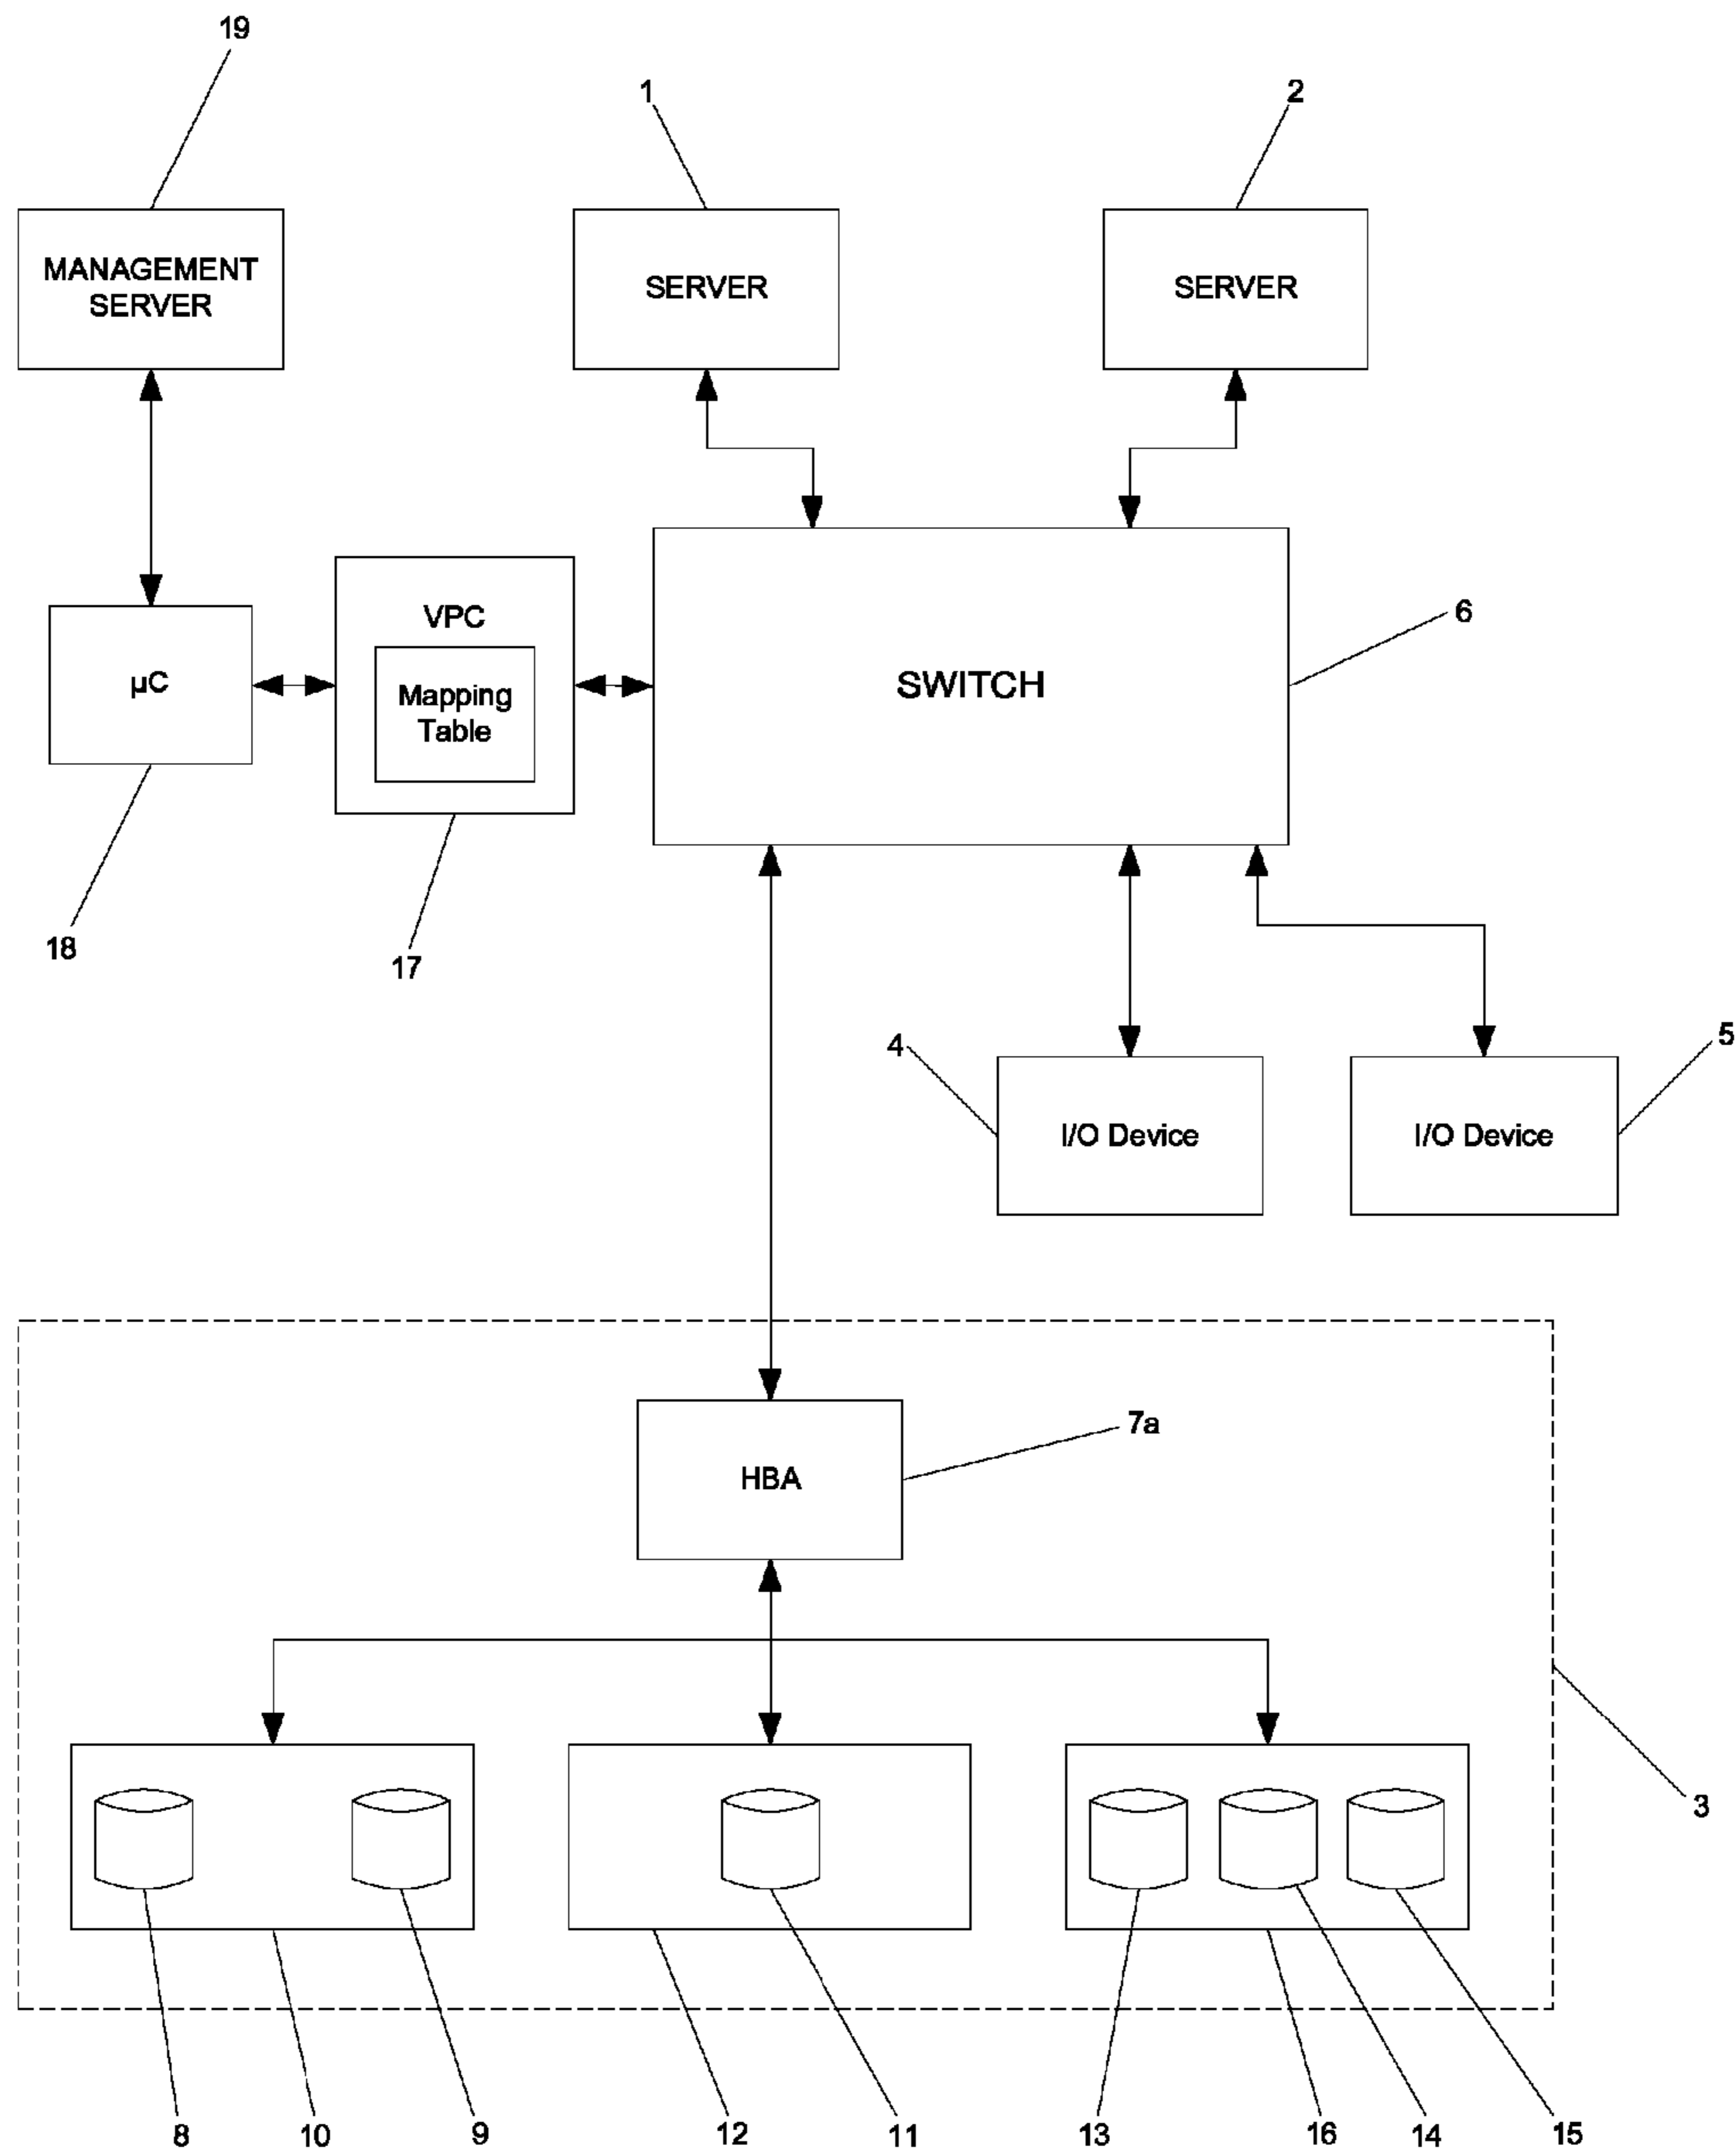 19
1
2
MANAGEMENT
SERVER
SERVER
SERVER
VPC
6
µC
Mapping
Table
SWITCH
18
17
4
5
I/O Device
I/O Device
7a
HBA
3
8
10
9
12
11
13
16
14
15